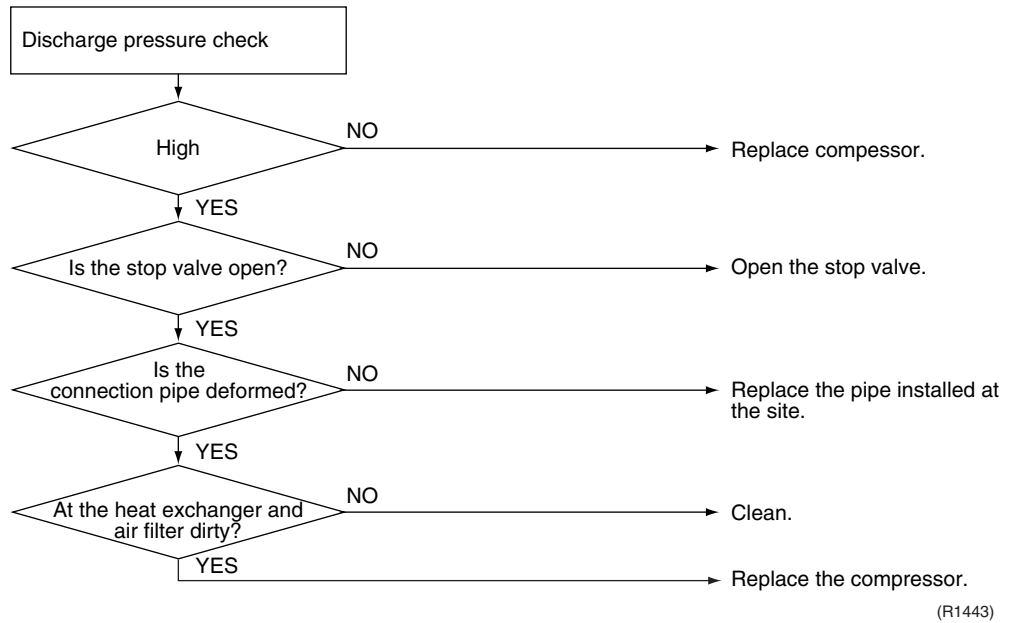 Discharge pressure check
High
NO
Replace compessor.
YES
Is the stop valve open?
NO
Open the stop valve.
YES
Is the
connection pipe deformed?
NO
Replace the pipe installed at
the site.
YES
At the heat exchanger and
air filter dirty?
NO
Clean.
YES
Replace the compressor.
(R1443)